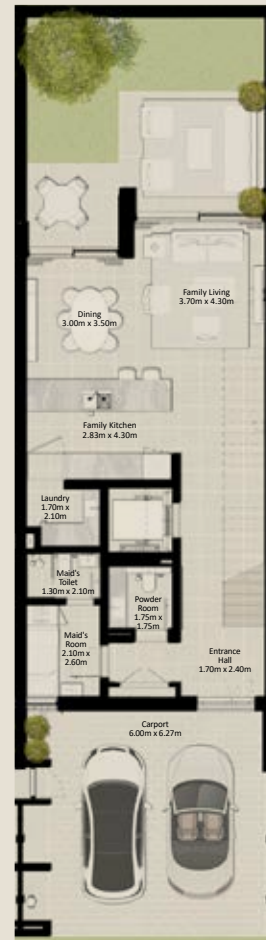 Family Living
3.70m x 4.30m
Dining
3.00m x 3.50m
Family Kitchen
2.83m x 4.30m
Laundry
1.70m x
2.10m
Maid's
Toilet
1.30m x 2.10m
Powder
Room
1.75m x
1.75m
Maid's
Room
2.10m x
2.60m
Entrance
Hall
1.70m x 2.40m
Carport
6.00m x 6.27m